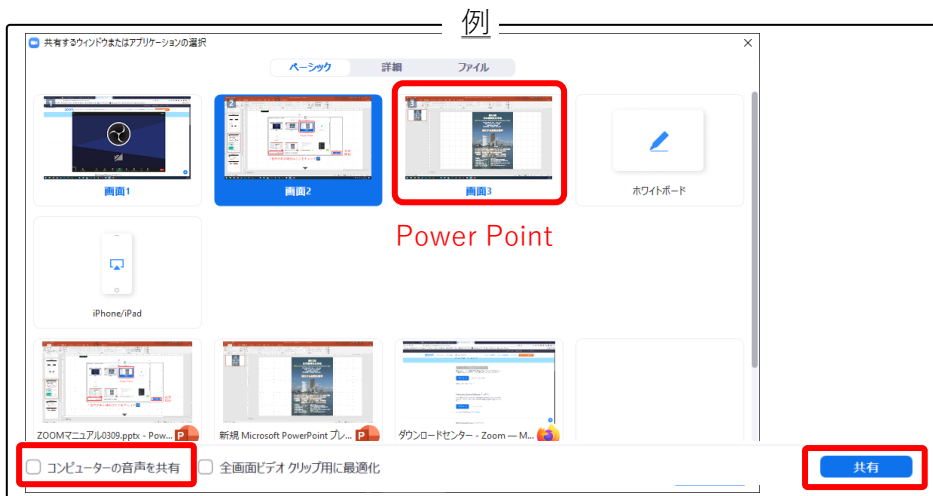 例
共有するウィンドウまたはアプリケーションの選択
ベーシック 詳細 ファイル
1 2 3
画面1 画面2 画面3 ホワイトボード
Power Point
iPhone/iPad
ZOOMマニュアル0309.pptx - Pow... 新規 Microsoft PowerPoint プレ... ダウンロードセンター - Zoom — M...
コンピューターの音声を共有 全画面ビデオ クリップ用に最適化 共有